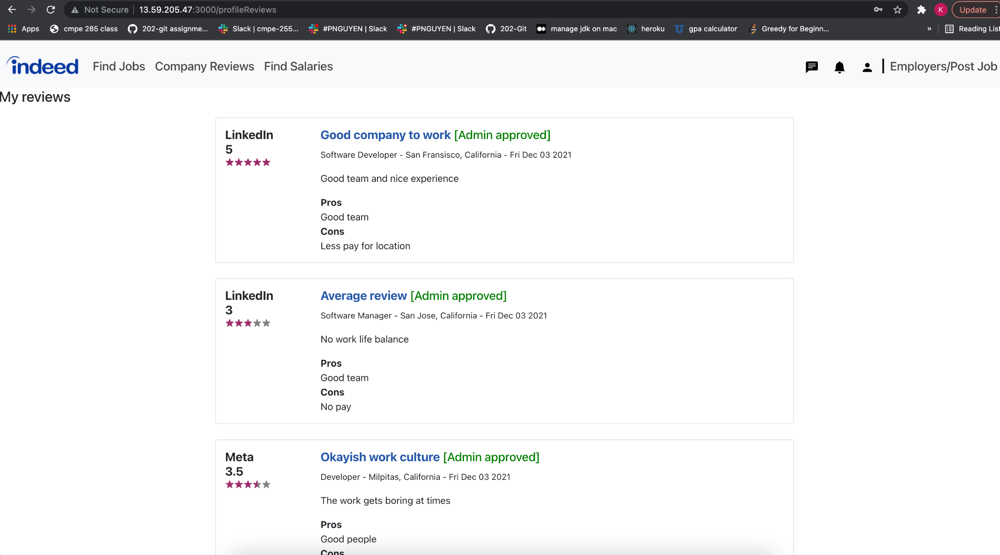 Not Secure | 13.59.205.47:3000/profileReviews K Update
Apps cmpe 285 class 202-git assignme... Slack | cmpe-255... #PNGUYEN | Slack #PNGUYEN | Slack 202-Git manage jdk on mac heroku gpa calculator Greedy for Beginn... » Reading List
indeed Find Jobs Company Reviews Find Salaries Employers/Post Job
My reviews
LinkedIn
5
Good company to work [Admin approved]
Software Developer - San Fransisco, California - Fri Dec 03 2021
Good team and nice experience
Pros
Good team
Cons
Less pay for location
LinkedIn
3
Average review [Admin approved]
Software Manager - San Jose, California - Fri Dec 03 2021
No work life balance
Pros
Good team
Cons
No pay
Meta
3.5
Okayish work culture [Admin approved]
Developer - Milpitas, California - Fri Dec 03 2021
The work gets boring at times
Pros
Good people
Cons